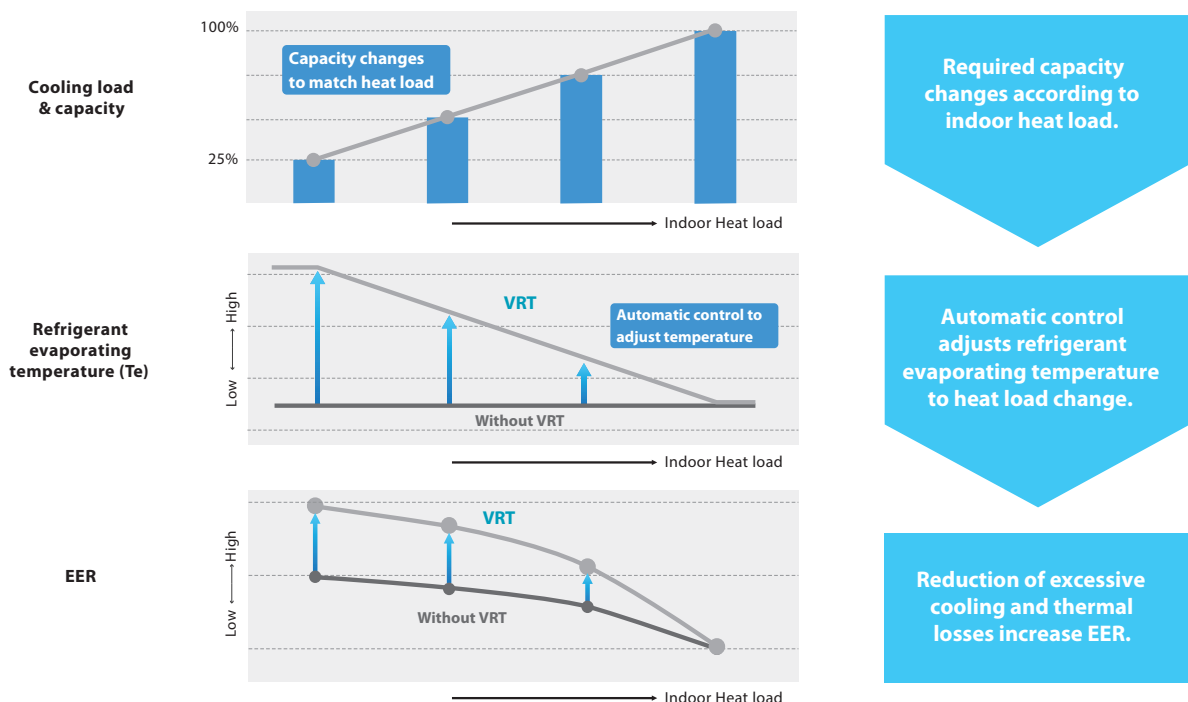 Cooling load
& capacity
100%
25%
Capacity changes
to match heat load
Indoor Heat load
Required capacity
changes according to
indoor heat load.
Refrigerant
evaporating
temperature (Te)
Low ←→ High
VRT
Automatic control to
adjust temperature
Without VRT
Indoor Heat load
Automatic control
adjusts refrigerant
evaporating temperature
to heat load change.
EER
Low ←→ High
VRT
Without VRT
Indoor Heat load
Reduction of excessive
cooling and thermal
losses increase EER.